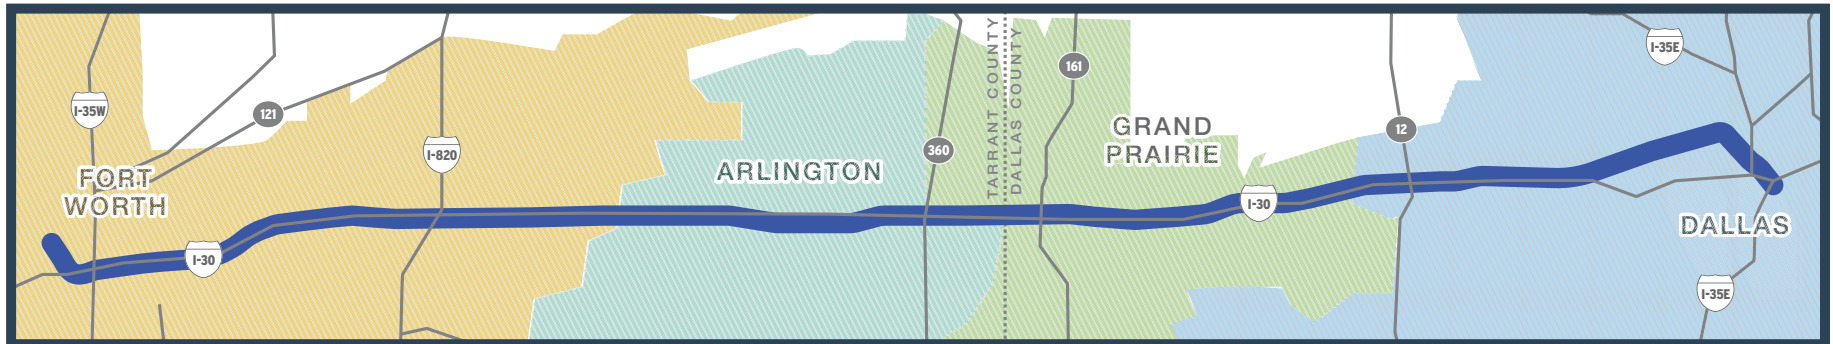 I-35W
121
I-820
FORT
WORTH
I-30
ARLINGTON
360
TARRANT COUNTY
DALLAS COUNTY
161
GRAND
PRAIRIE
I-30
12
I-35E
DALLAS
I-35E